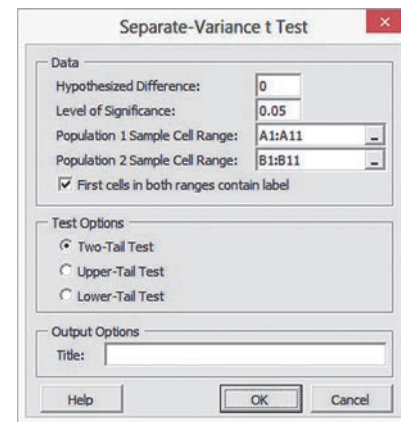 Separate-Variance t Test
×
Data
Hypothesized Difference: 0
Level of Significance: 0.05
Population 1 Sample Cell Range: A1:A11 _
Population 2 Sample Cell Range: B1:B11 _
First cells in both ranges contain label
Test Options
Two-Tail Test
Upper-Tail Test
Lower-Tail Test
Output Options
Title:
Help OK Cancel